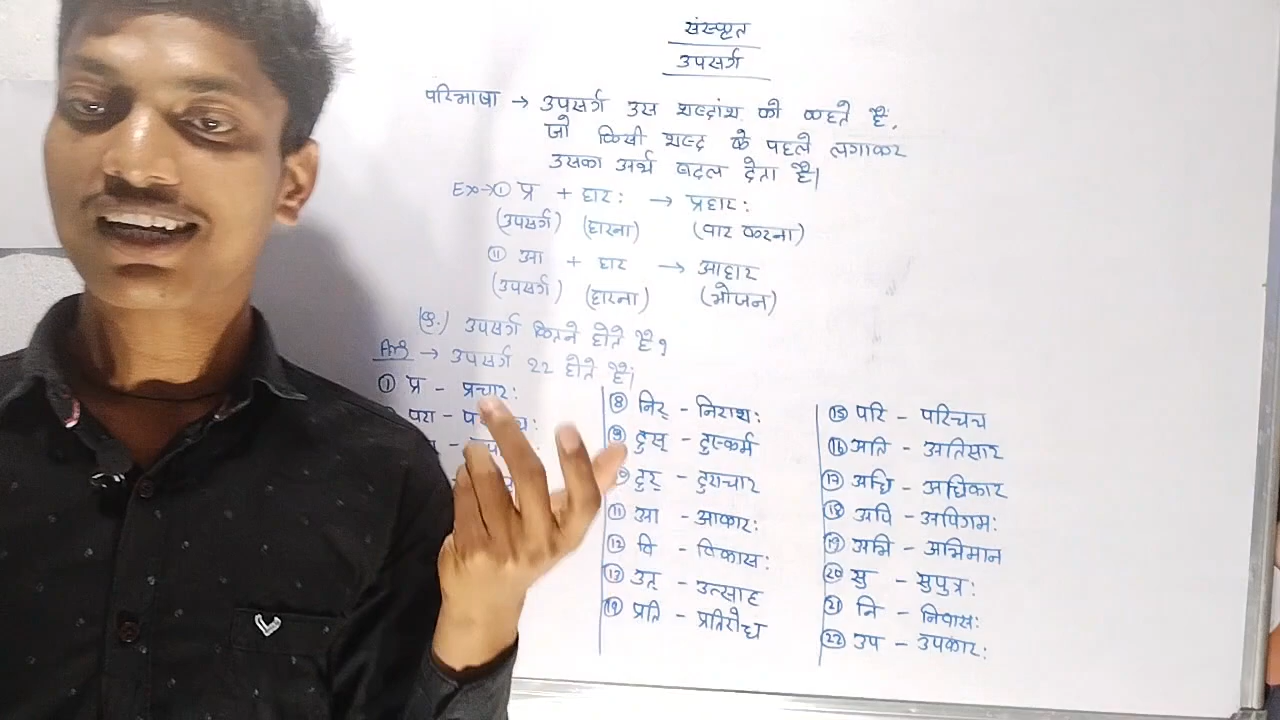 संस्कृत
उपसर्ग
परिभाषा → उपसर्ग उस शब्दांश को कहते हैं,
जो किसी शब्द के पहले लगाकर
उसका अर्थ बदल देता है।
Ex→① प्र + हारः → प्रहारः
(उपसर्ग) (हारना) (वार करना)
⑪ आ + हार → आहार
(उपसर्ग) (हारना) (भोजन)
(Q.) उपसर्ग कितने होते है?
Ans → उपसर्ग 22 होते हैं।
① प्र - प्रचारः
परा -
⑧ निर् - निराशः
⑨ दुस् - दुस्कर्म
दुर् - दुराचार
⑪ आ - आकारः
⑫ वि - विकासः
⑬ उत् - उत्साह
⑭ प्रति - प्रतिरोध
⑮ परि - परिचय
⑯ अति - अतिसार
⑰ अधि - अधिकार
⑱ अपि - अपिगमः
⑲ अभि - अभिमान
⑳ सु - सुपुत्रः
㉑ नि - निवासः
㉒ उप - उपकारः